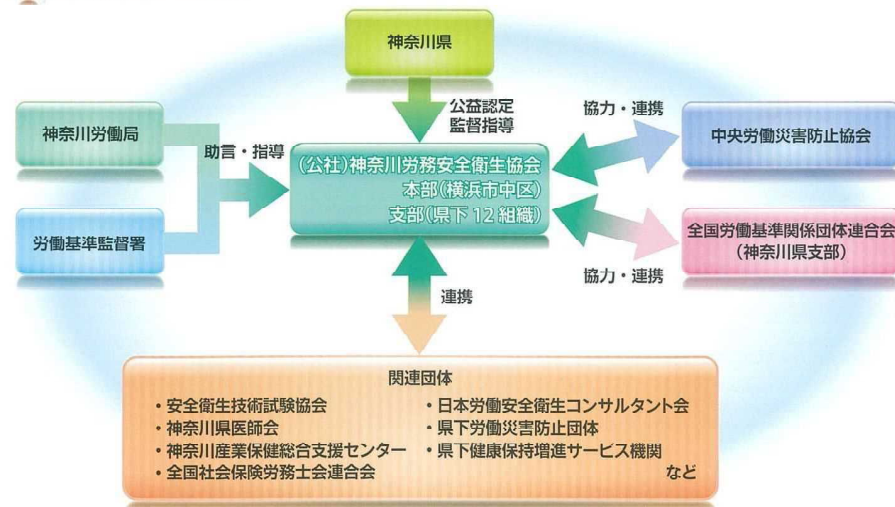 神奈川県
公益認定
監督指導
神奈川労働局
助言・指導
労働基準監督署
(公社)神奈川労務安全衛生協会
本部(横浜市中区)
支部(県下12組織)
協力・連携
中央労働災害防止協会
全国労働基準関係団体連合会
(神奈川県支部)
協力・連携
連携
関連団体
・安全衛生技術試験協会
・神奈川県医師会
・神奈川産業保健総合支援センター
・全国社会保険労務士会連合会
・日本労働安全衛生コンサルタント会
・県下労働災害防止団体
・県下健康保持増進サービス機関
など